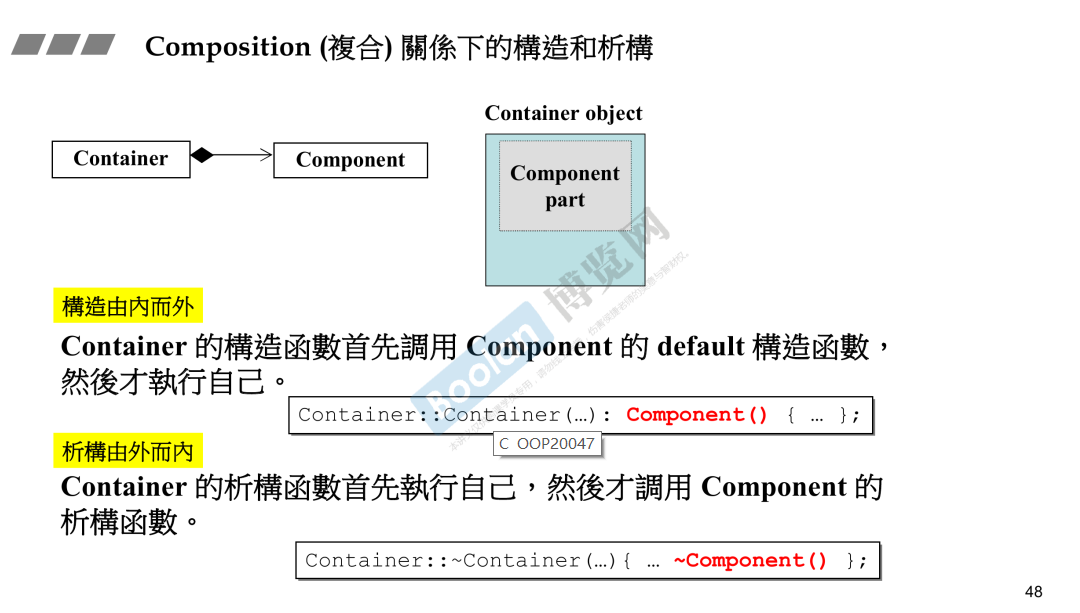 Composition (複合) 關係下的構造和析構
Container object
Container
Component
Component
part
博览网
Boolan
構造由內而外
Container 的構造函數首先調用 Component 的 default 構造函數，
然後才執行自己。
Container::Container(…): Component() { … };
C OOP20047
析構由外而內
Container 的析構函數首先執行自己，然後才調用 Component 的
析構函數。
Container::~Container(…){ … ~Component() };
48